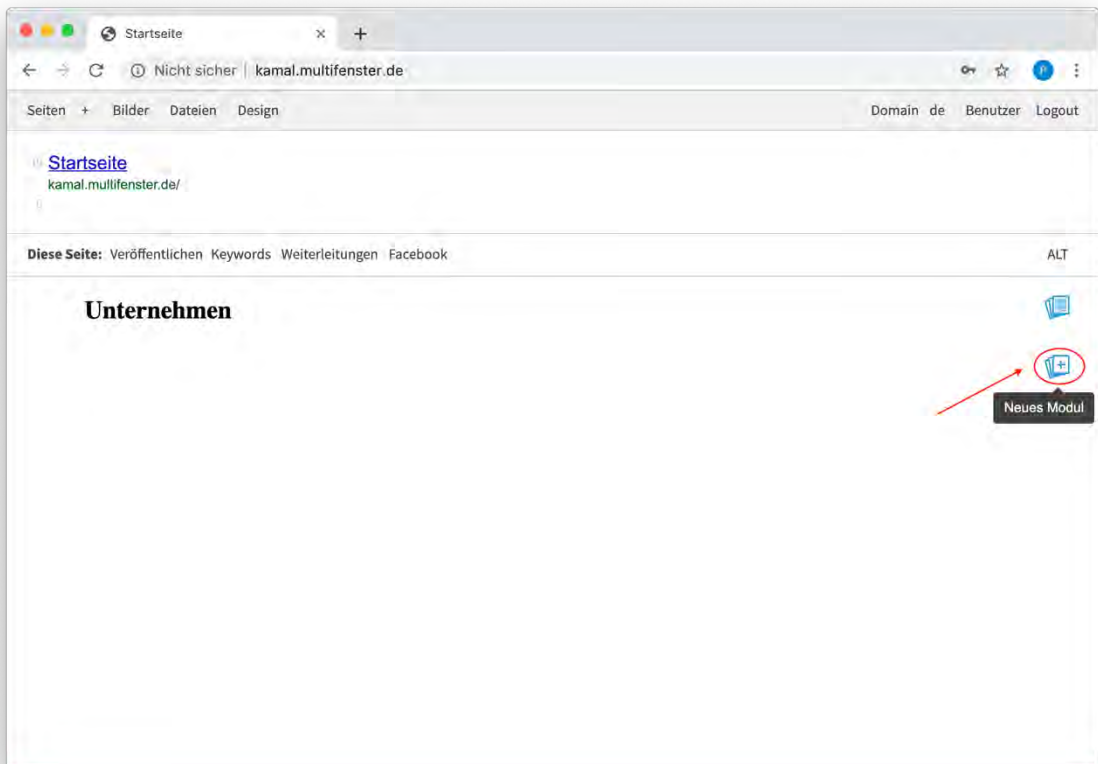 Startseite
Nicht sicher | kamal.multifenster.de
P
Seiten + Bilder Dateien Design Domain de Benutzer Logout
Startseite
kamal.multifenster.de/
Diese Seite: Veröffentlichen Keywords Weiterleitungen Facebook ALT
Unternehmen
Neues Modul